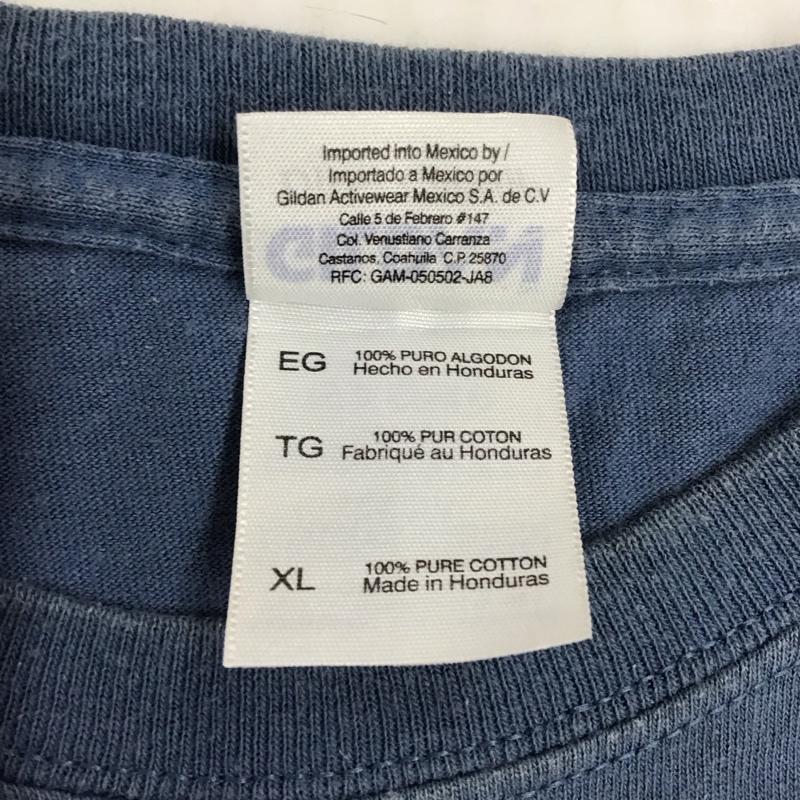 Imported into Mexico by /
Importado a Mexico por
Gildan Activewear Mexico S.A. de C.V
Calle 5 de Febrero #147
Col. Venustiano Carranza
Castanos, Coahuila C.P. 25870
RFC: GAM-050502-JA8
EG 100% PURO ALGODON
Hecho en Honduras
TG 100% PUR COTON
Fabriqué au Honduras
XL 100% PURE COTTON
Made in Honduras